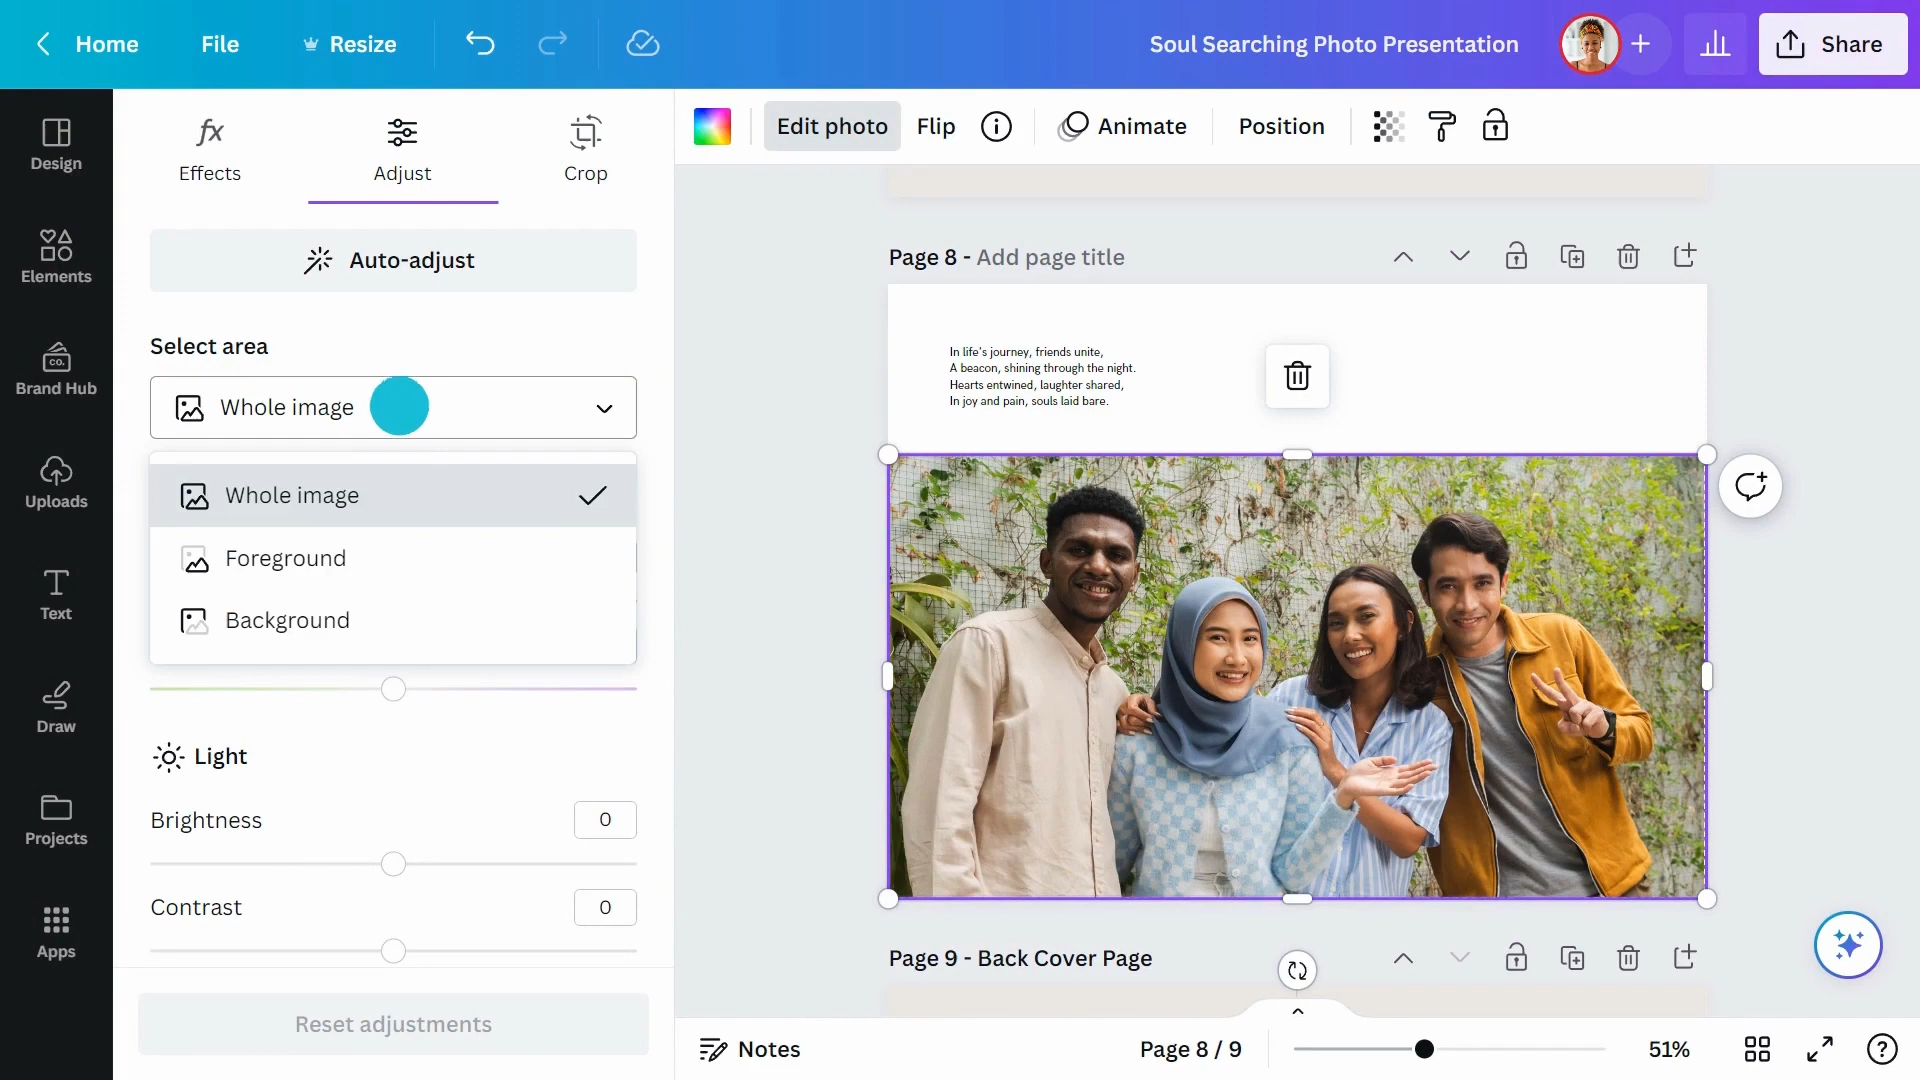 Home
File
Resize
Soul Searching Photo Presentation
Share
Design
Elements
CO.
Brand Hub
Uploads
Text
Draw
Projects
Apps
fx
Effects
Adjust
Crop
Auto-adjust
Select area
Whole image
Whole image
Foreground
Background
Light
Brightness
0
Contrast
0
Reset adjustments
Edit photo
Flip
Animate
Position
Page 8 - Add page title
In life's journey, friends unite,
A beacon, shining through the night.
Hearts entwined, laughter shared,
In joy and pain, souls laid bare.
Page 9 - Back Cover Page
Notes
Page 8 / 9
51%